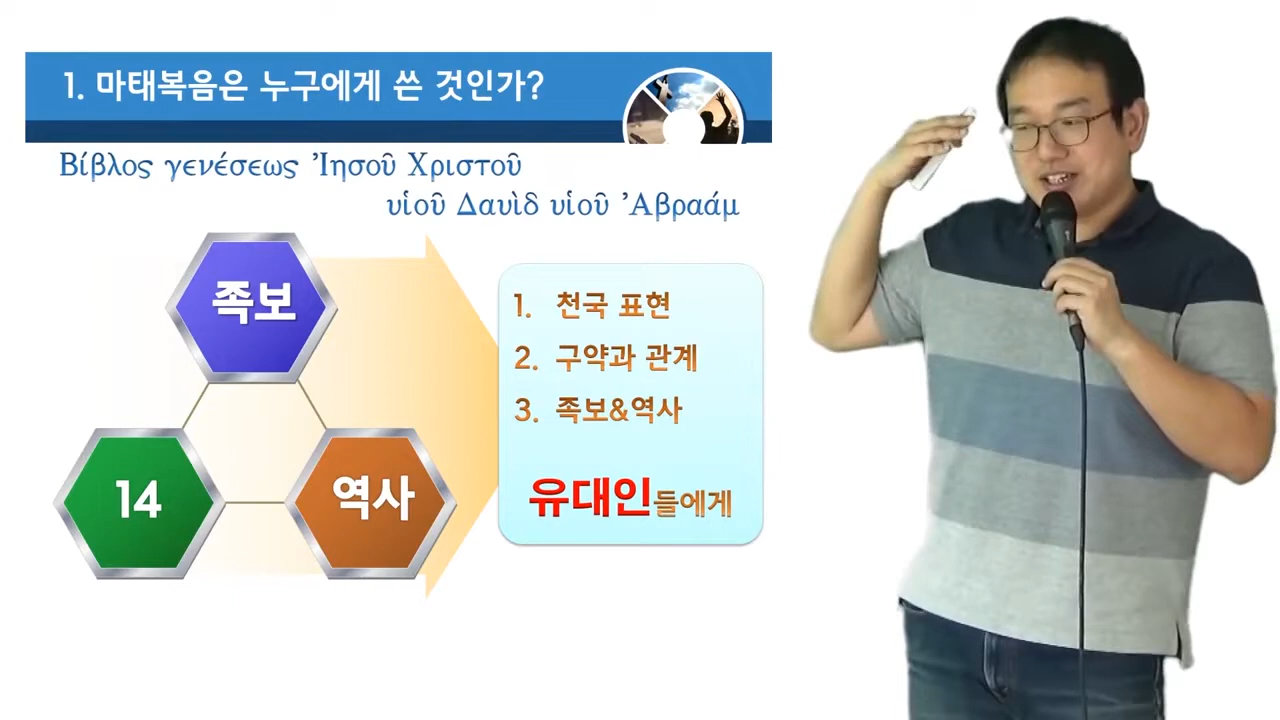 1. 마태복음은 누구에게 쓴 것인가?
Βίβλος γενέσεως Ἰησοῦ Χριστοῦ
υἱοῦ Δαυὶδ υἱοῦ Ἀβραάμ
족보
14
역사
1. 천국 표현
2. 구약과 관계
3. 족보&역사
유대인들에게